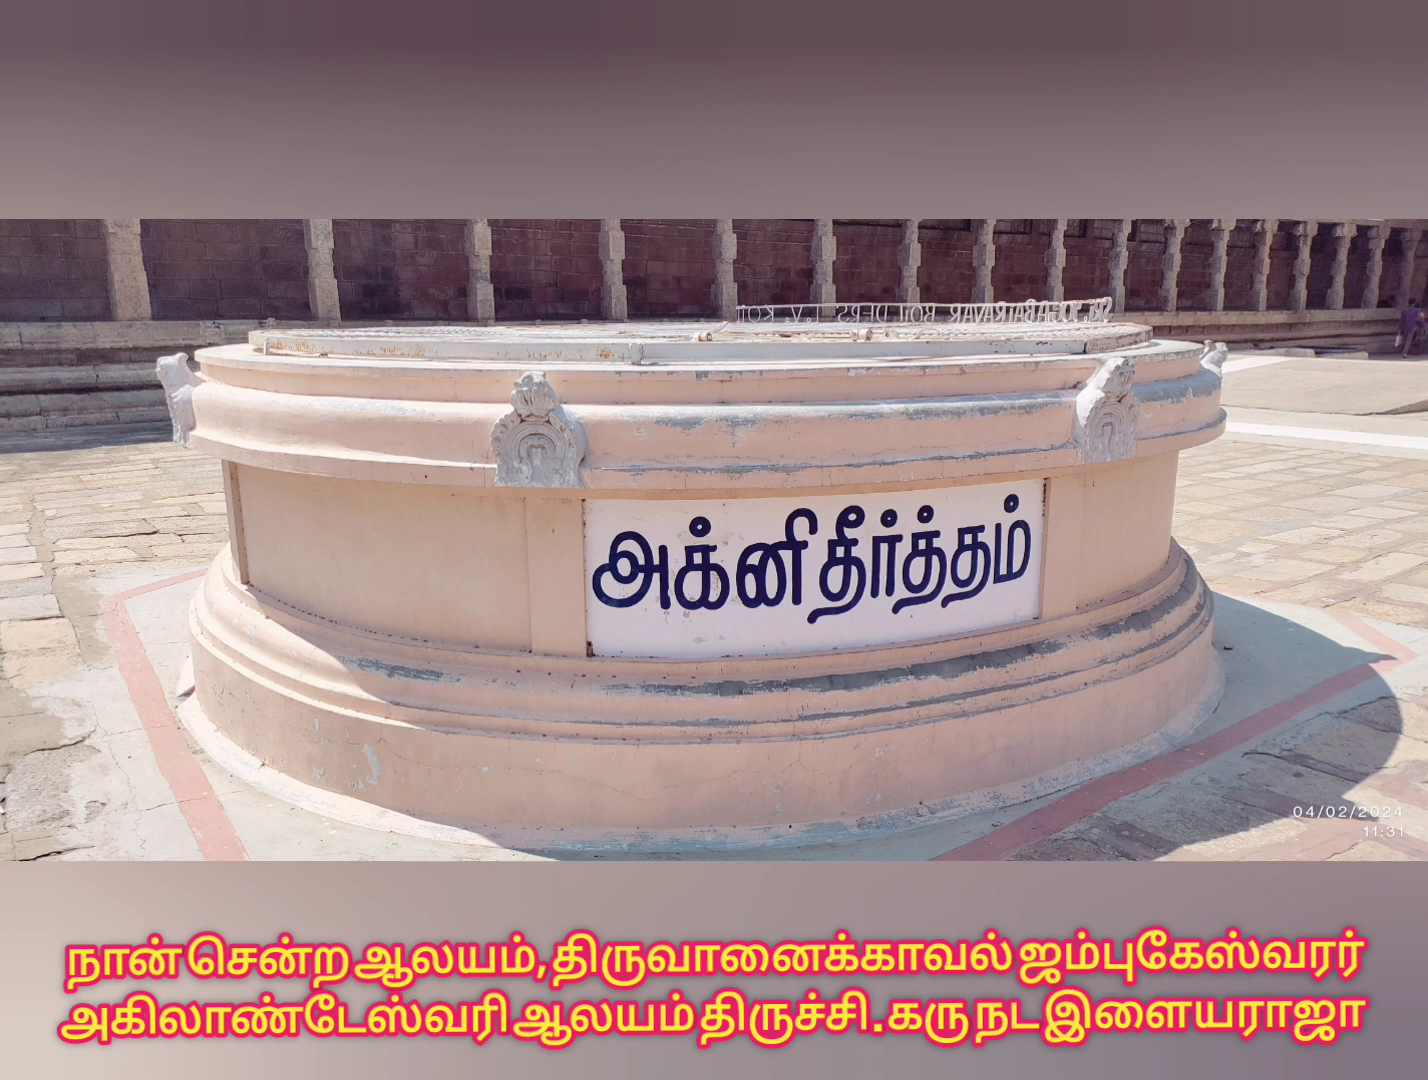 அக்னி தீர்த்தம்
04/02/2024
11:31
நான் சென்ற ஆலயம், திருவானைக்காவல் ஜம்புகேஸ்வரர்
அகிலாண்டேஸ்வரி ஆலயம் திருச்சி . கரு நட இளையராஜா